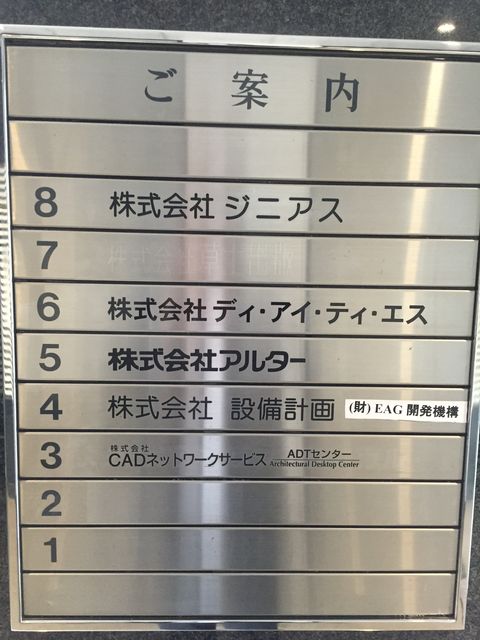 ご案内
8 株式会社 ジニアス
7 株式会社
6 株式会社 ディ・アイ・ティ・エス
5 株式会社アルター
4 株式会社 設備計画 (財) EAG 開発機構
3 株式会社 CADネットワークサービス ADTセンター
Architectural Desktop Center
2
1